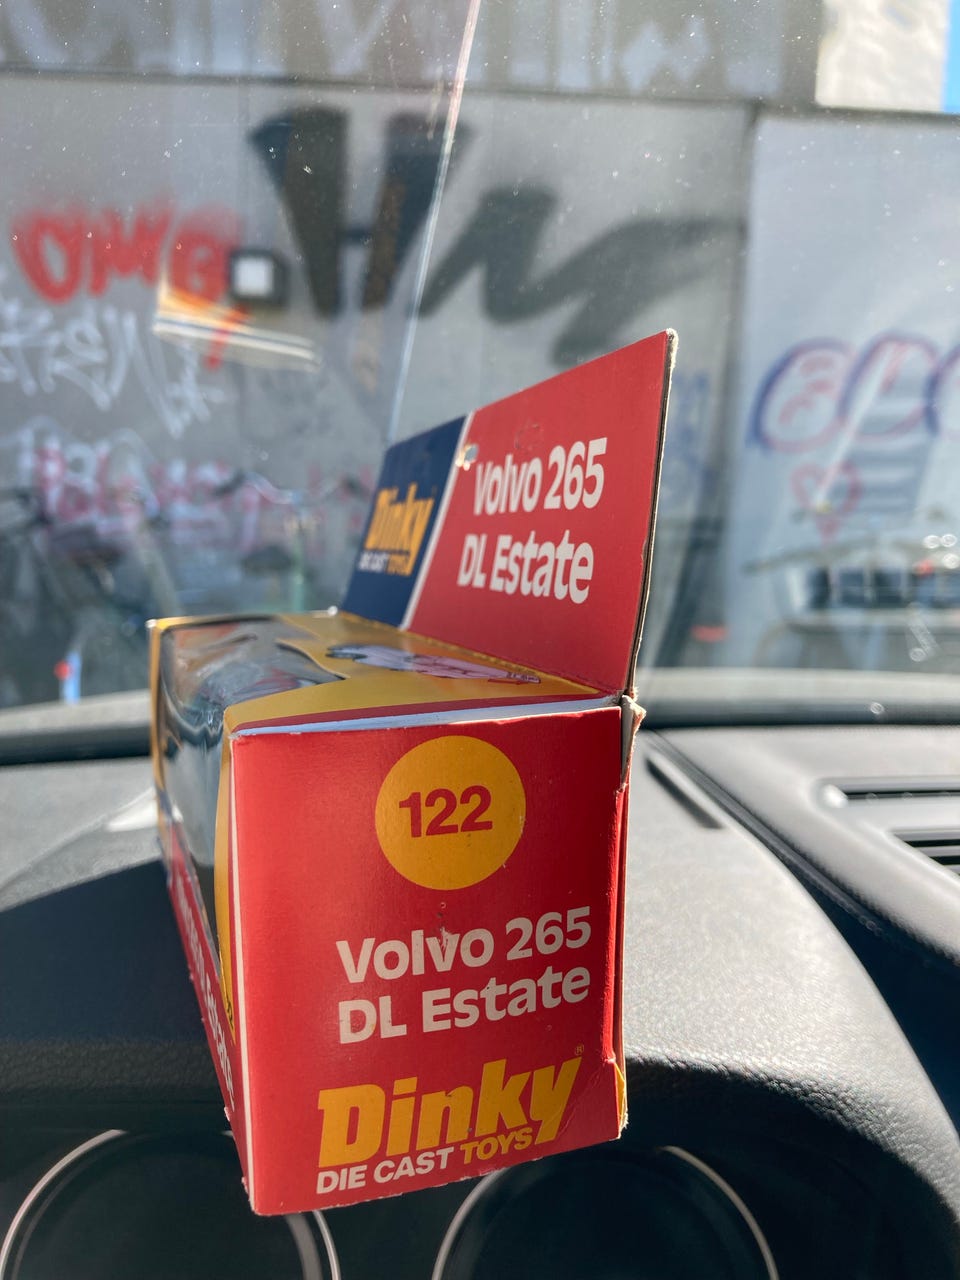 OMG
Dinky
DIE CAST TOYS
Volvo 265
DL Estate
122
Volvo 265
DL Estate
Dinky®
DIE CAST TOYS